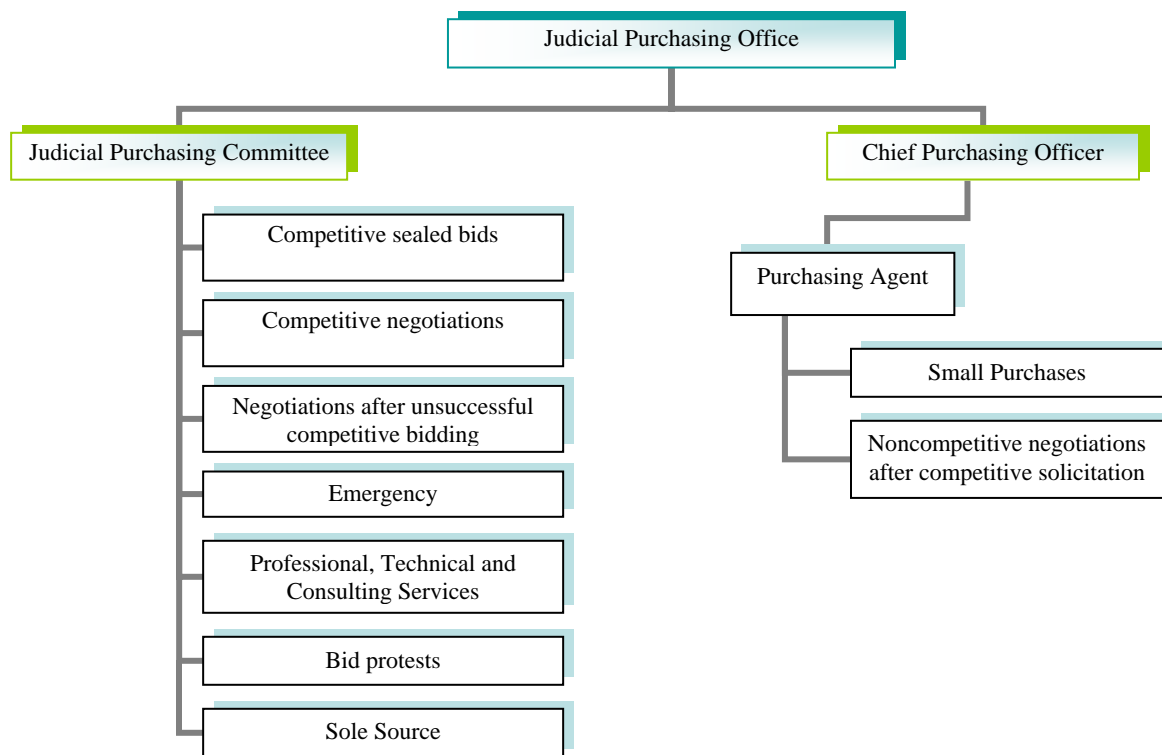 Judicial Purchasing Office
Judicial Purchasing Committee
Chief Purchasing Officer
Competitive sealed bids
Purchasing Agent
Competitive negotiations
Small Purchases
Negotiations after unsuccessful
competitive bidding
Noncompetitive negotiations
after competitive solicitation
Emergency
Professional, Technical and
Consulting Services
Bid protests
Sole Source